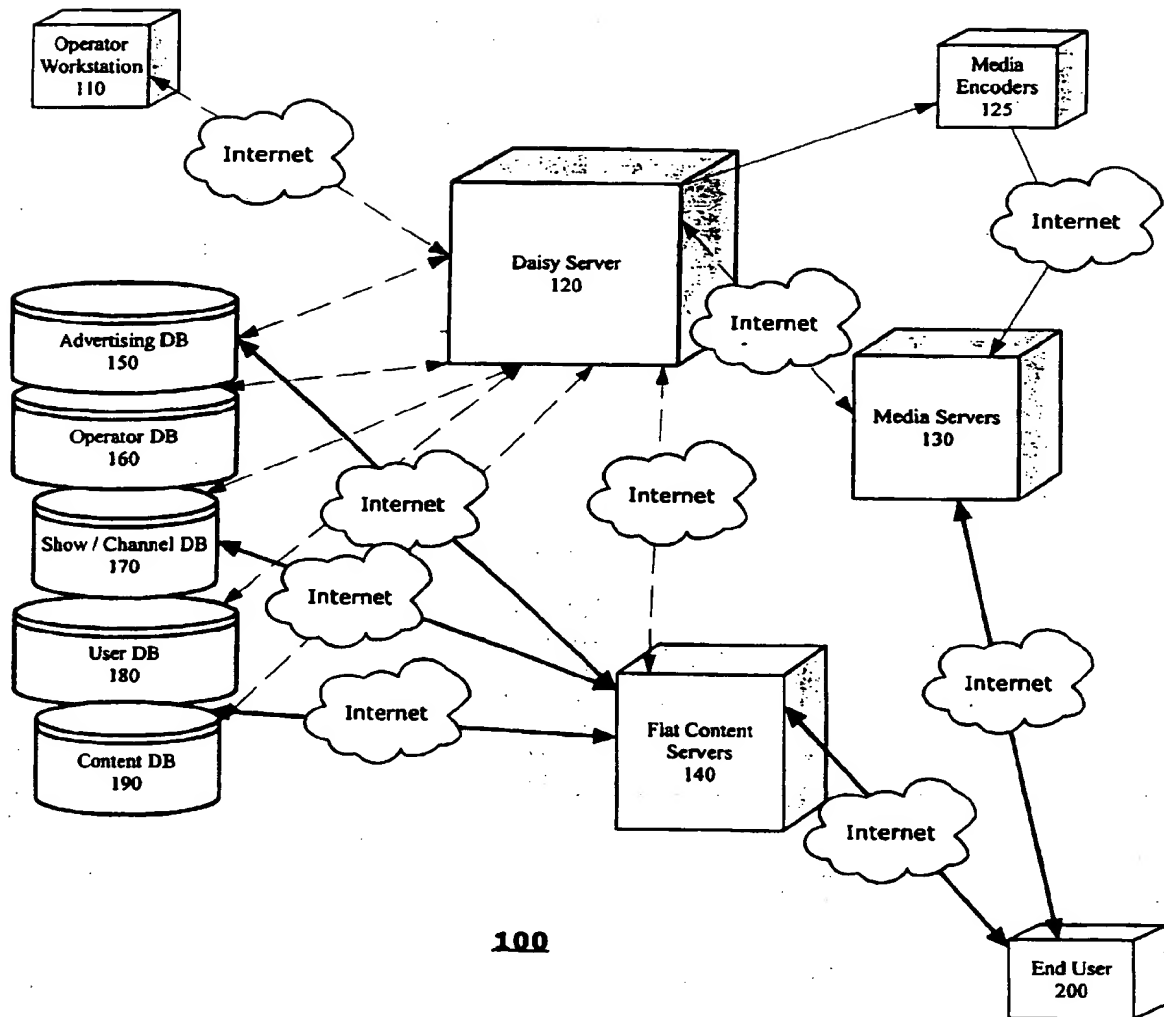 Operator
Workstation
110
Media
Encoders
125
Internet
Internet
Daisy Server
120
Internet
Advertising DB
150
Media Servers
130
Operator DB
160
Internet
Internet
Show / Channel DB
170
Internet
User DB
180
Internet
Internet
Flat Content
Servers
140
Content DB
190
Internet
100
End User
200